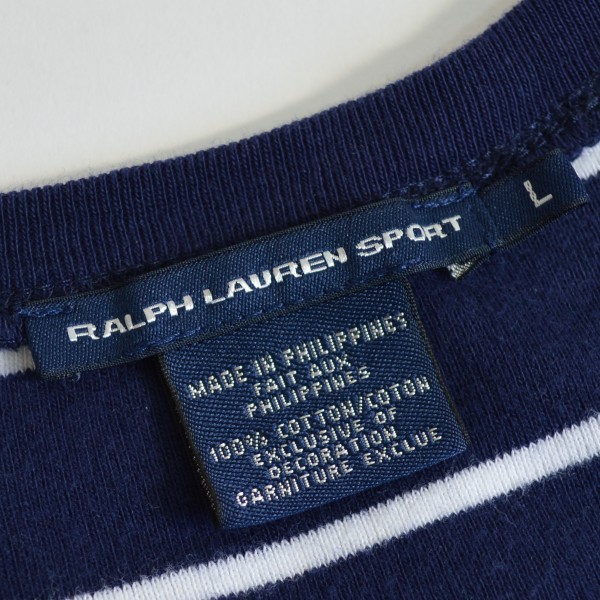 RALPH LAUREN SPORT
L
MADE IN PHILIPPINES
FAIT AUX
PHILIPPINES
100% COTTON/COTON
EXCLUSIVE OF
DECORATION
GARNITURE EXCLUE